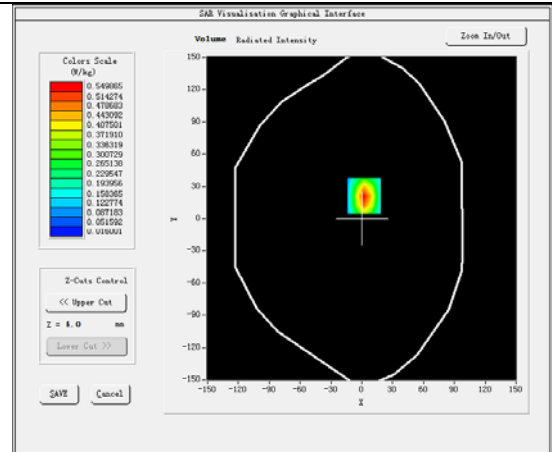 SAR Visualisation Graphical Interface
Volume Radiated Intensity
Zoom In/Out
Colors Scale
(W/kg)
0.549865
0.514274
0.478683
0.443092
0.407501
0.371910
0.336319
0.300729
0.265138
0.229547
0.193956
0.158365
0.122774
0.087183
0.051592
0.016001
Z-Cuts Control
<< Upper Cut
Z = 4.0 mm
Lower Cut >>
SAVE Cancel
150
120
90
60
30
0
-30
-60
-90
-120
-150
Y
-150 -120 -90 -60 -30 0 30 60 90 120 150
X